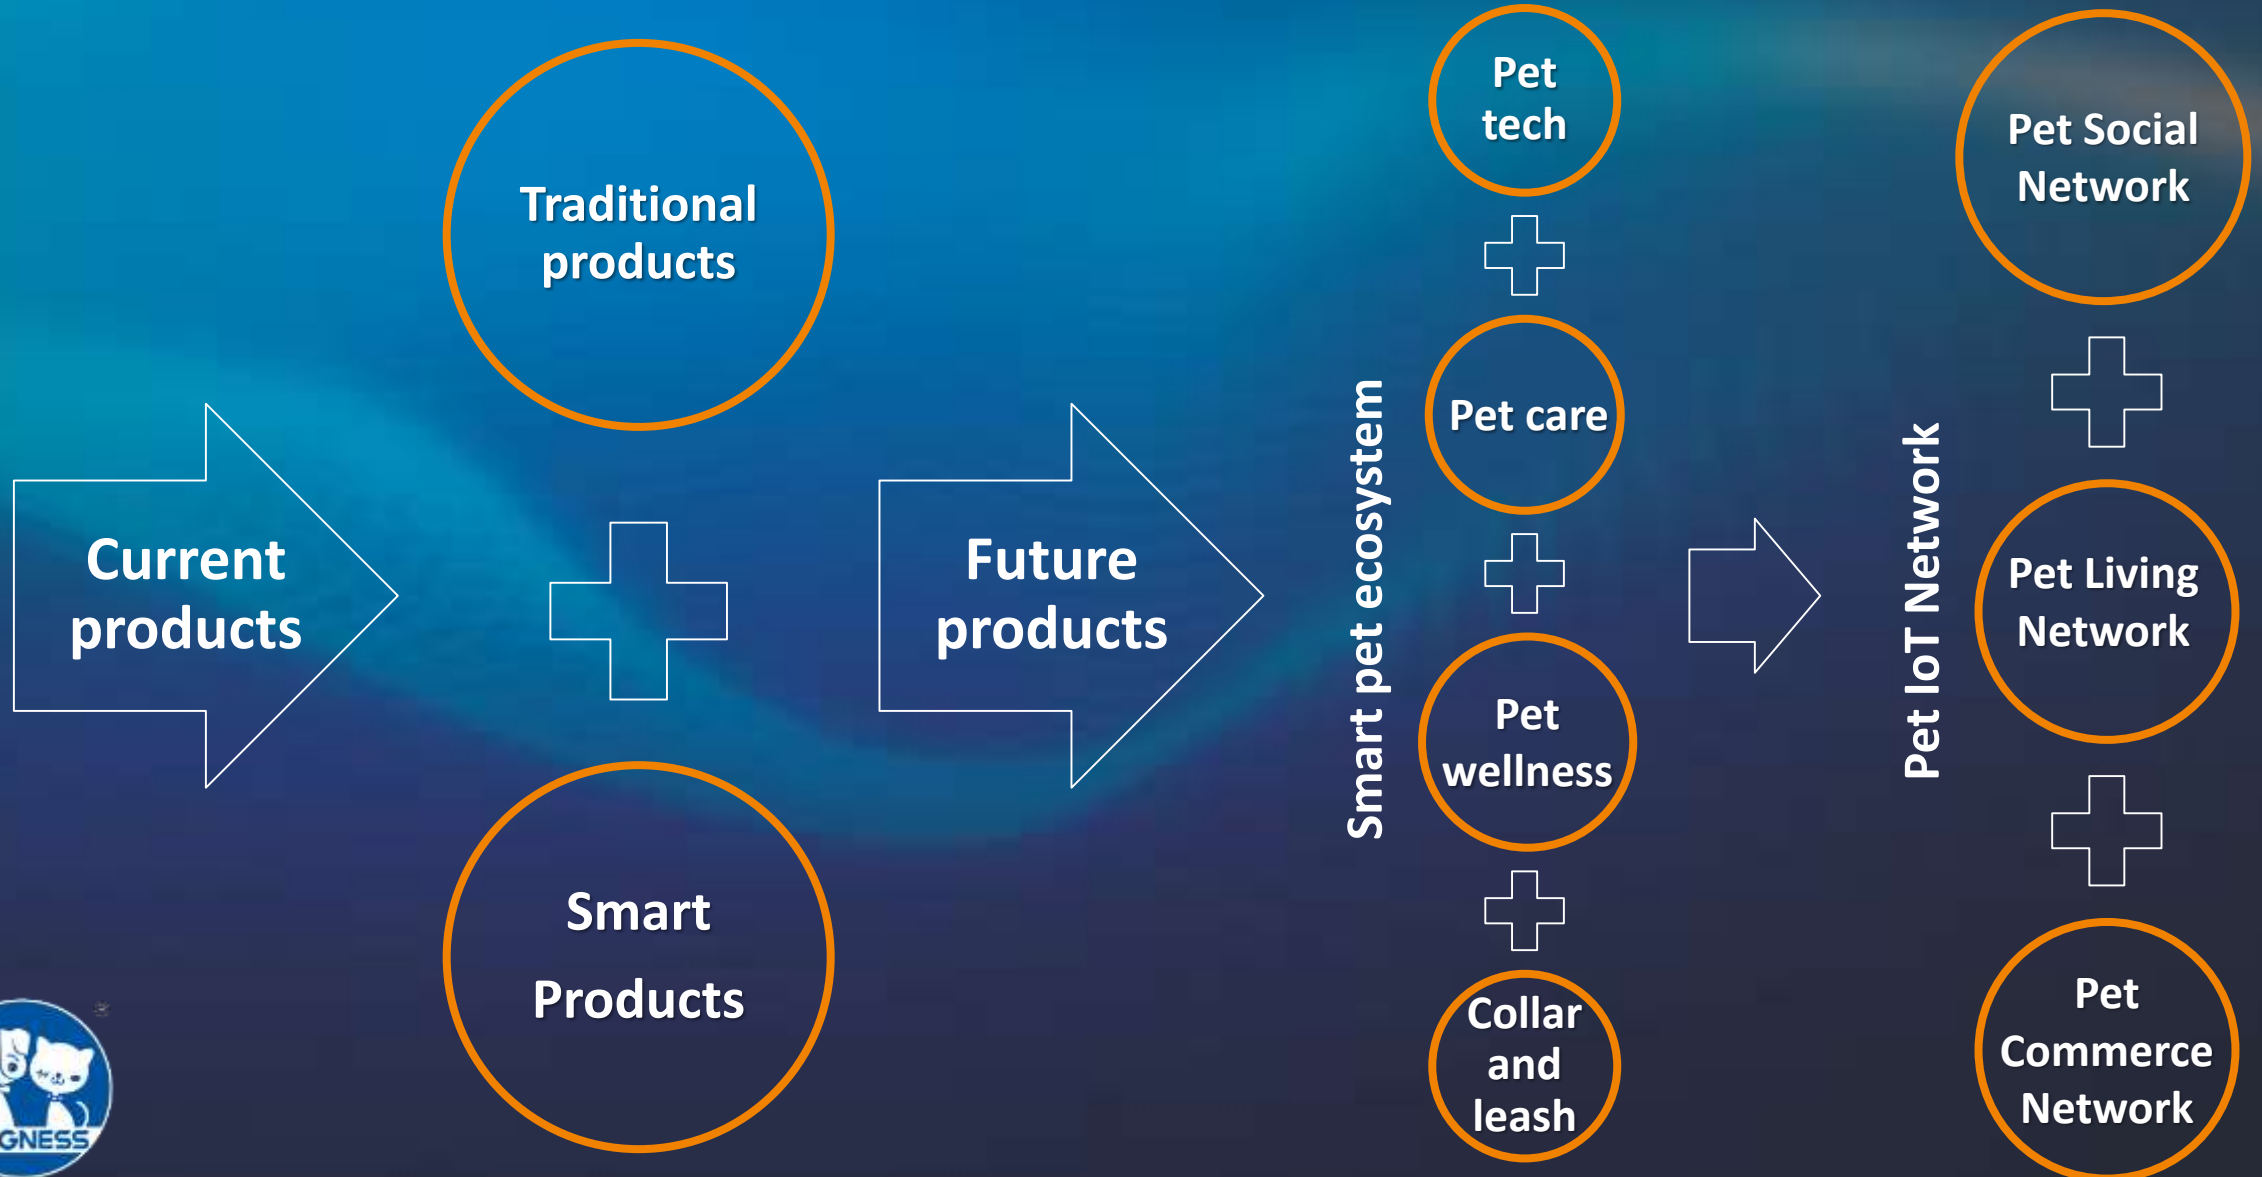 Current
products
Traditional
products
Smart
Products
Future
products
Smart pet ecosystem
Pet
tech
Pet care
Pet
wellness
Collar
and
leash
Pet IoT Network
Pet Social
Network
Pet Living
Network
Pet
Commerce
Network
GNESS